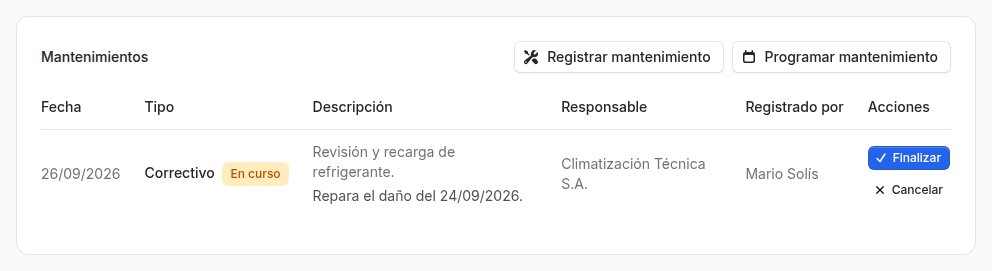 Mantenimientos
Registrar mantenimiento
Programar mantenimiento
Fecha Tipo Descripción Responsable Registrado por Acciones
26/09/2026
Correctivo En curso
Revisión y recarga de
refrigerante.
Repara el daño del 24/09/2026.
Climatización Técnica
S.A.
Mario Solís
Finalizar
Cancelar